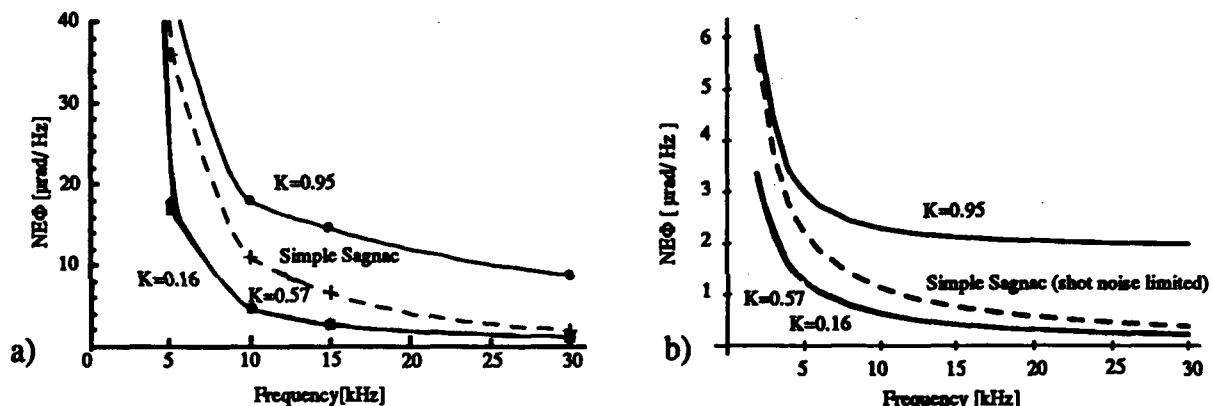 a)
NEΦ [μrad/ Hz]
40
30
20
10
0
5
10
15
20
25
30
K=0.95
Simple Sagnac
K=0.16
K=0.57
Frequency[kHz]
b)
NEΦ [ μrad/ Hz ]
6
5
4
3
2
1
5
10
15
20
25
30
K=0.95
Simple Sagnac (shot noise limited)
K=0.57
K=0.16
Frequency [kHz]